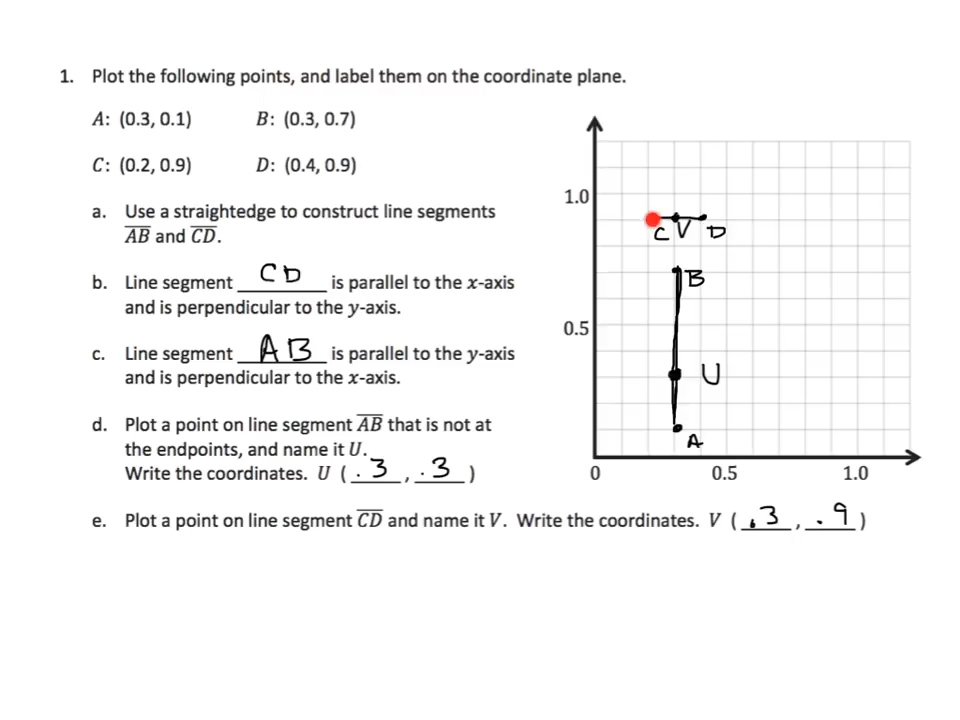 1. Plot the following points, and label them on the coordinate plane.
A: (0.3, 0.1) B: (0.3, 0.7)
C: (0.2, 0.9) D: (0.4, 0.9)
a. Use a straightedge to construct line segments
AB and CD.
b. Line segment CD is parallel to the x-axis
and is perpendicular to the y-axis.
c. Line segment AB is parallel to the y-axis
and is perpendicular to the x-axis.
d. Plot a point on line segment AB that is not at
the endpoints, and name it U.
Write the coordinates. U ( .3 , .3 )
e. Plot a point on line segment CD and name it V. Write the coordinates. V ( .3 , .9 )
1.0
C V D
B
0.5
U
A
0 0.5 1.0